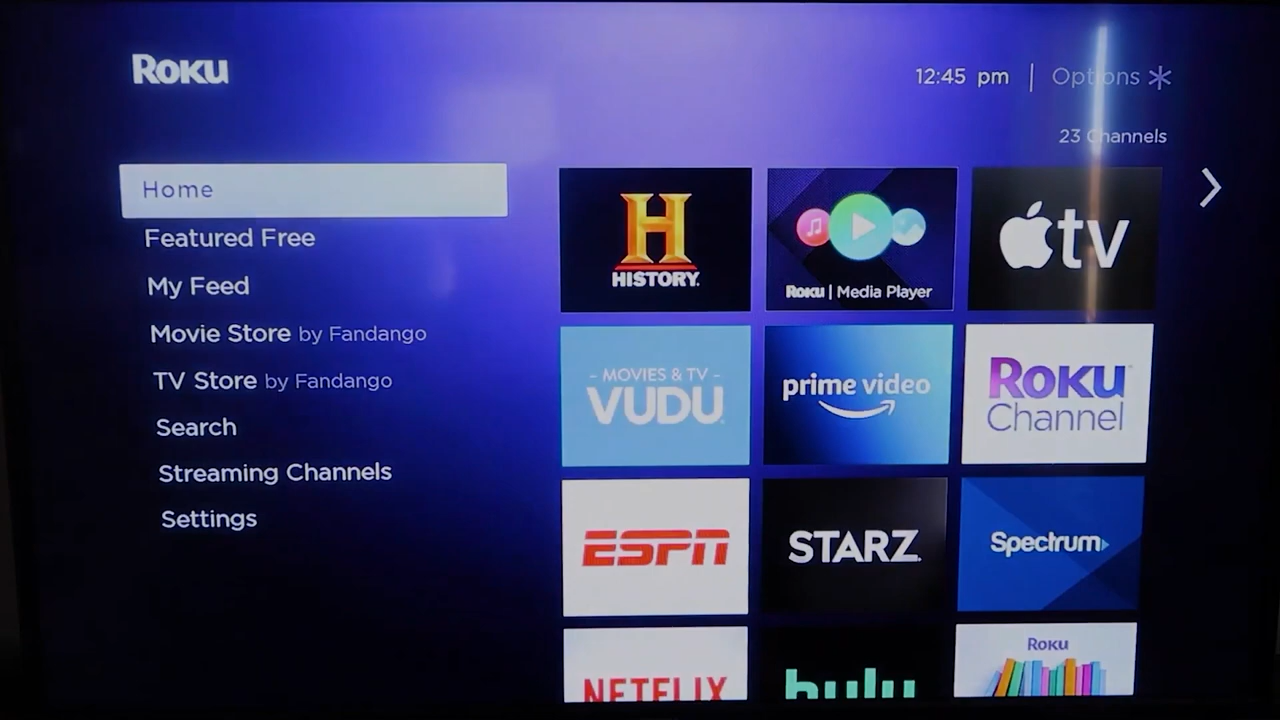 Roku
12:45 pm | Options
23 Channels
Home
Featured Free
My Feed
Movie Store by Fandango
TV Store by Fandango
Search
Streaming Channels
Settings
H
HISTORY.
Roku | Media Player
tv
- MOVIES & TV -
VUDU
prime video
Roku
Channel
ESPN
STARZ
Spectrum
NETFLIX
hulu
Roku